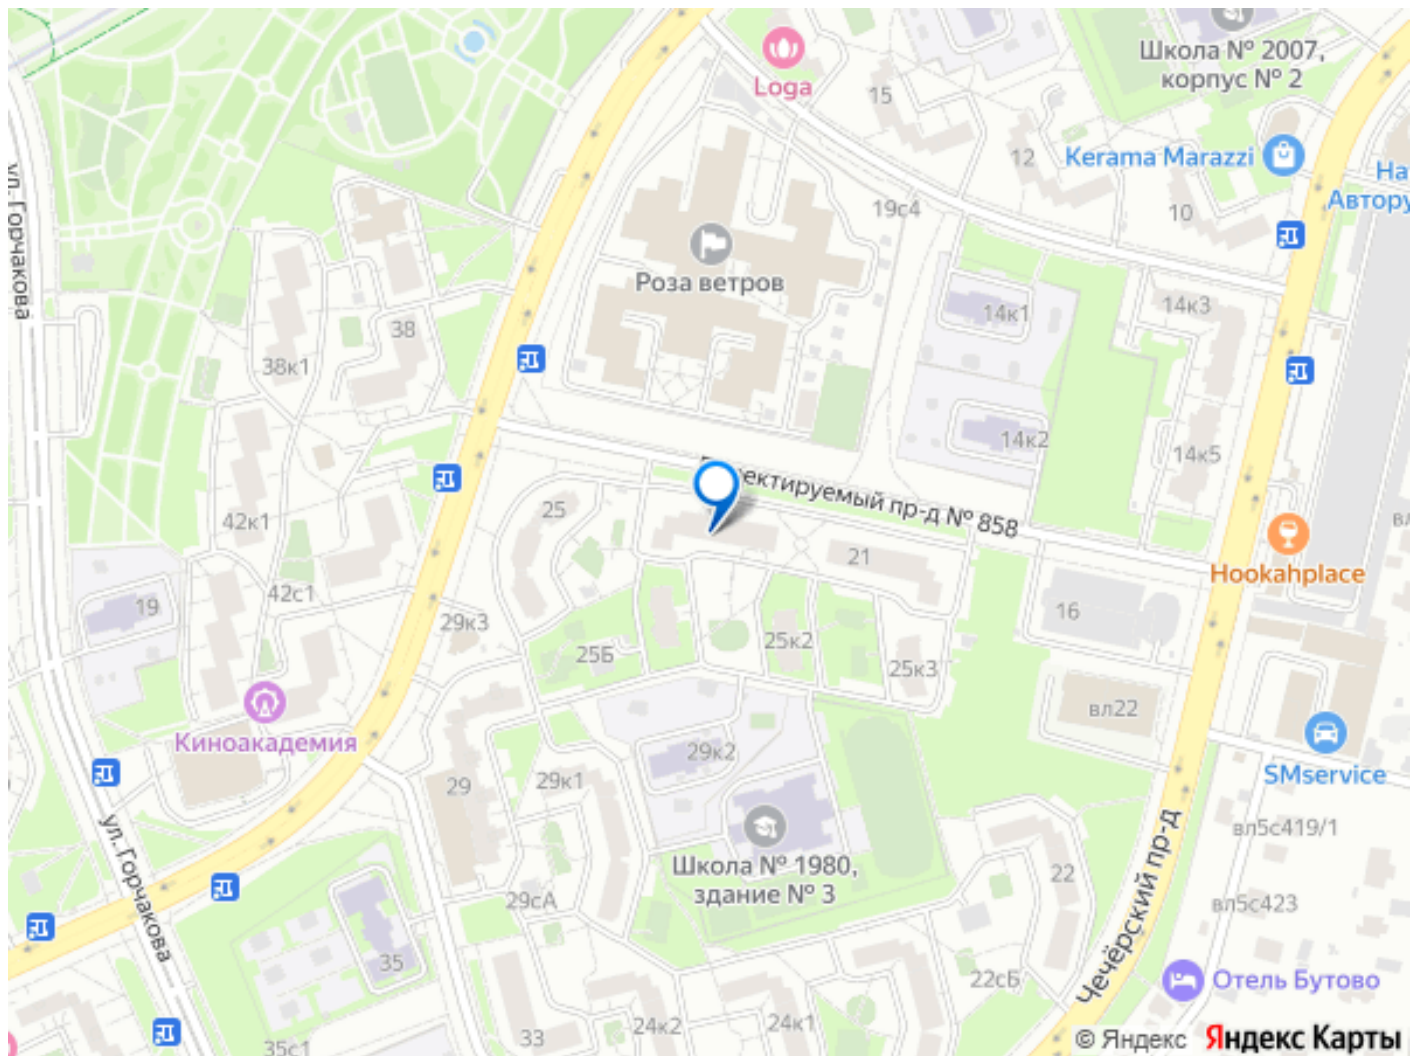 Школа № 2007,
корпус № 2
Loga
15
12
Kerama Marazzi
На
Автору
ул. Горчакова
19с4
10
Роза ветров
14к1
14к3
38
38к1
14к2
14к5
25
Проектируемый пр-д № 858
42к1
21
Hookahplace
19
42с1
29к3
16
25к2
25Б
25к3
вл22
Киноакадемия
29к2
SMservice
29
29к1
ул. Горчакова
Чечёрский пр-д
вл5с419/1
Школа № 1980,
здание № 3
22
29сА
вл5с423
35
22сБ
Отель Бутово
24к2
24к1
33
35с1
© Яндекс Яндекс Карты